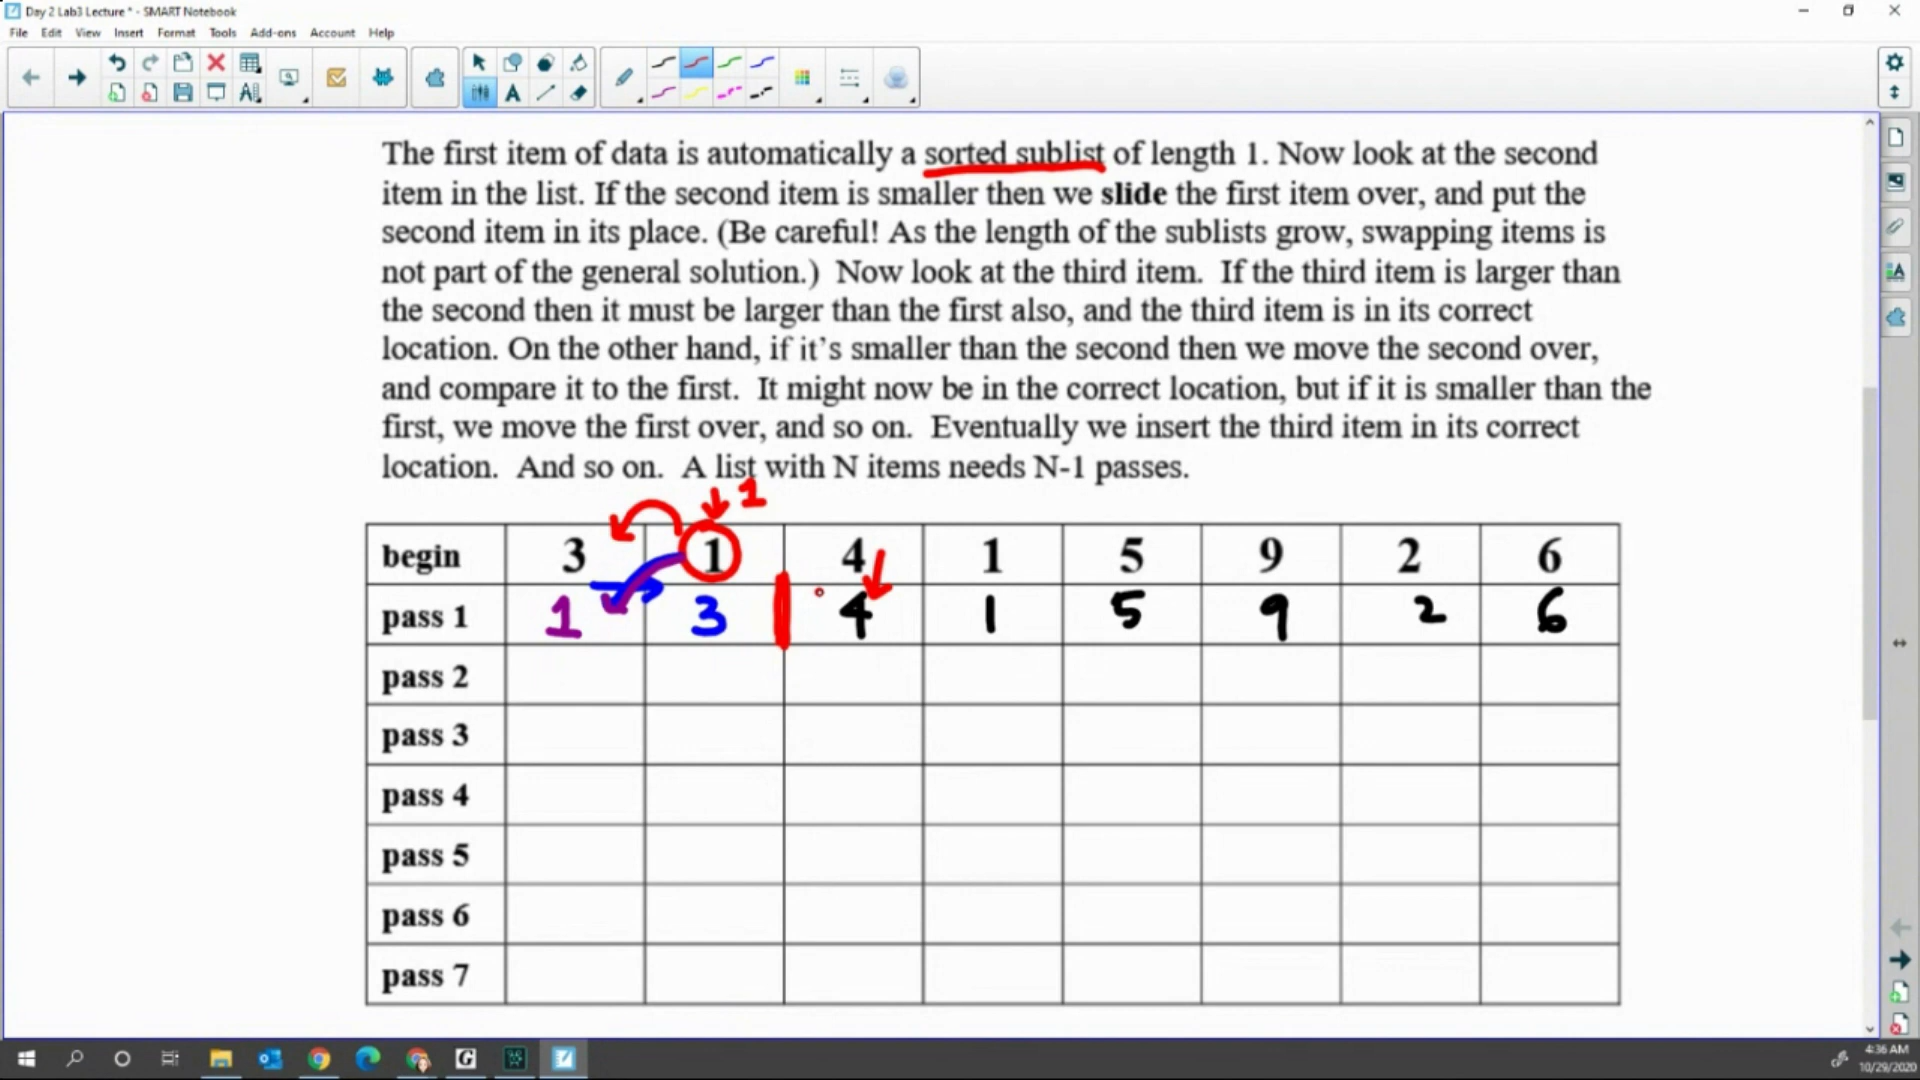 Day 2 Lab3 Lecture * - SMART Notebook
File Edit View Insert Format Tools Add-ons Account Help
The first item of data is automatically a sorted sublist of length 1. Now look at the second
item in the list. If the second item is smaller then we slide the first item over, and put the
second item in its place. (Be careful! As the length of the sublists grow, swapping items is
not part of the general solution.) Now look at the third item. If the third item is larger than
the second then it must be larger than the first also, and the third item is in its correct
location. On the other hand, if it's smaller than the second then we move the second over,
and compare it to the first. It might now be in the correct location, but if it is smaller than the
first, we move the first over, and so on. Eventually we insert the third item in its correct
location. And so on. A list with N items needs N-1 passes.
1
begin 3 1 4 1 5 9 2 6
pass 1 1 3 4 1 5 9 2 6
pass 2
pass 3
pass 4
pass 5
pass 6
pass 7
4:36 AM
10/29/2020